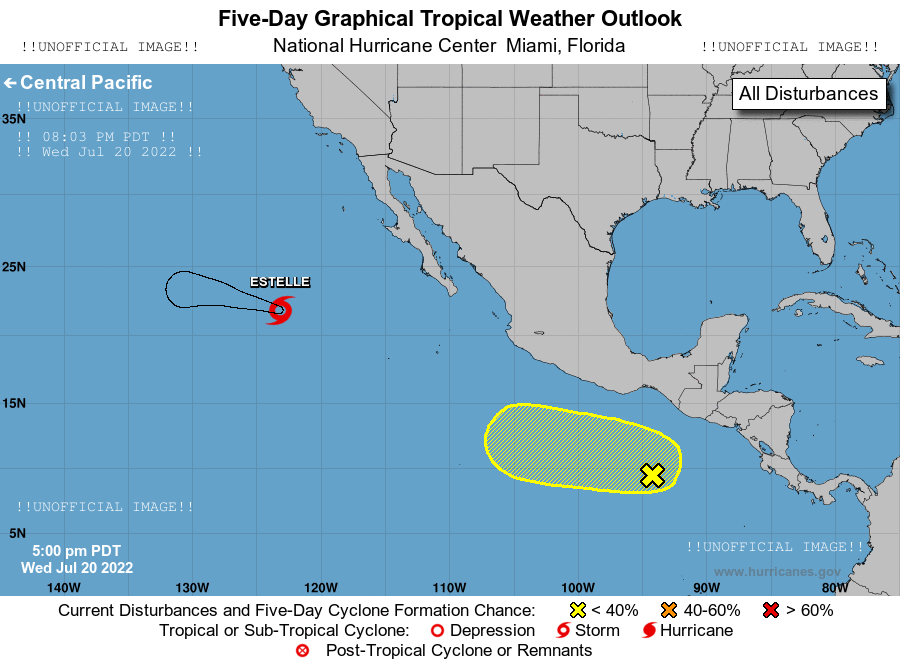 Five-Day Graphical Tropical Weather Outlook
!!UNOFFICIAL IMAGE!!
National Hurricane Center  Miami, Florida
!!UNOFFICIAL IMAGE!!
← Central Pacific
All Disturbances
!!UNOFFICIAL IMAGE!!
35N
!! 08:03 PM PDT !!
!! Wed Jul 20 2022 !!
25N
ESTELLE
15N
!!UNOFFICIAL IMAGE!!
5N
5:00 pm PDT
Wed Jul 20 2022
!!UNOFFICIAL IMAGE!!
www.hurricanes.gov
140W 130W 120W 110W 100W 90W 80W
Current Disturbances and Five-Day Cyclone Formation Chance: < 40% 40-60% > 60%
Tropical or Sub-Tropical Cyclone: Depression Storm Hurricane
Post-Tropical Cyclone or Remnants